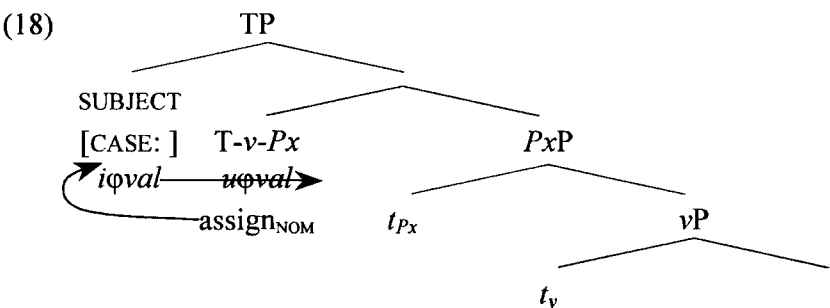 (18) TP
SUBJECT
[CASE: ] T-v-Px PxP
iφval uφval
assignNOM tPx vP
tv